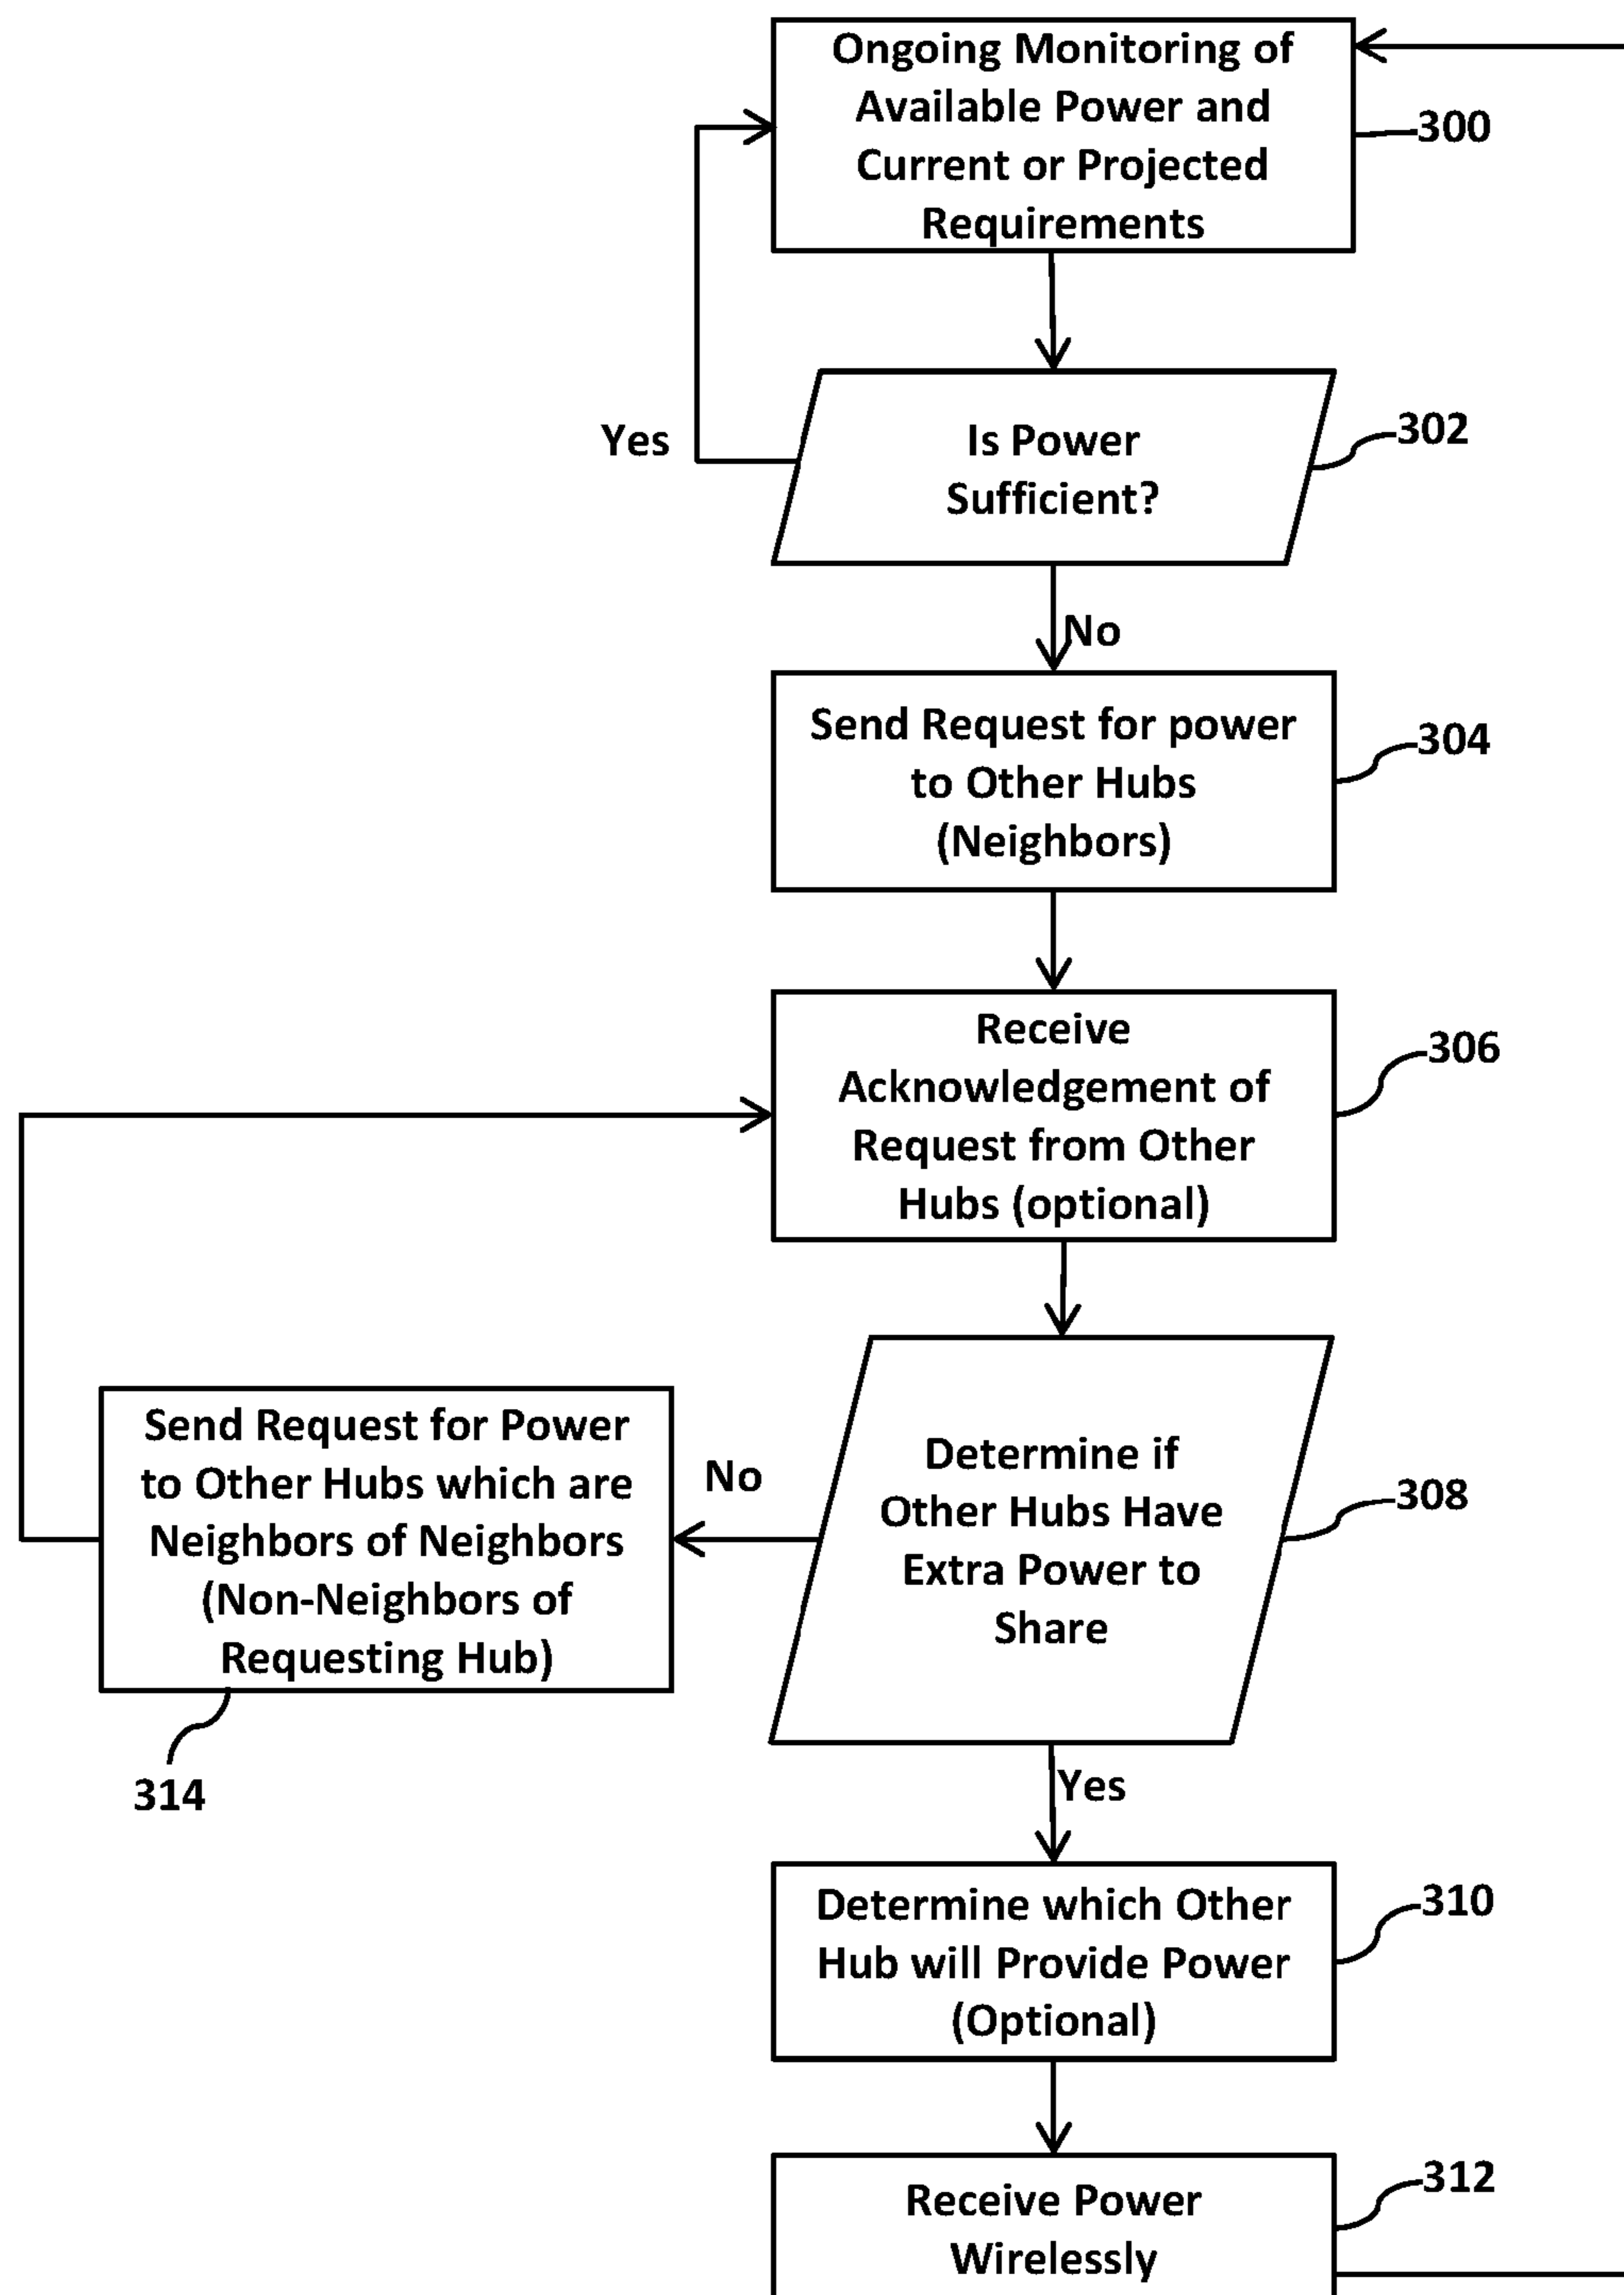 Ongoing Monitoring of
Available Power and
Current or Projected
Requirements
300
Is Power
Sufficient?
302
Yes
No
Send Request for power
to Other Hubs
(Neighbors)
304
Receive
Acknowledgement of
Request from Other
Hubs (optional)
306
Determine if
Other Hubs Have
Extra Power to
Share
308
No
Send Request for Power
to Other Hubs which are
Neighbors of Neighbors
(Non-Neighbors of
Requesting Hub)
314
Yes
Determine which Other
Hub will Provide Power
(Optional)
310
Receive Power
Wirelessly
312